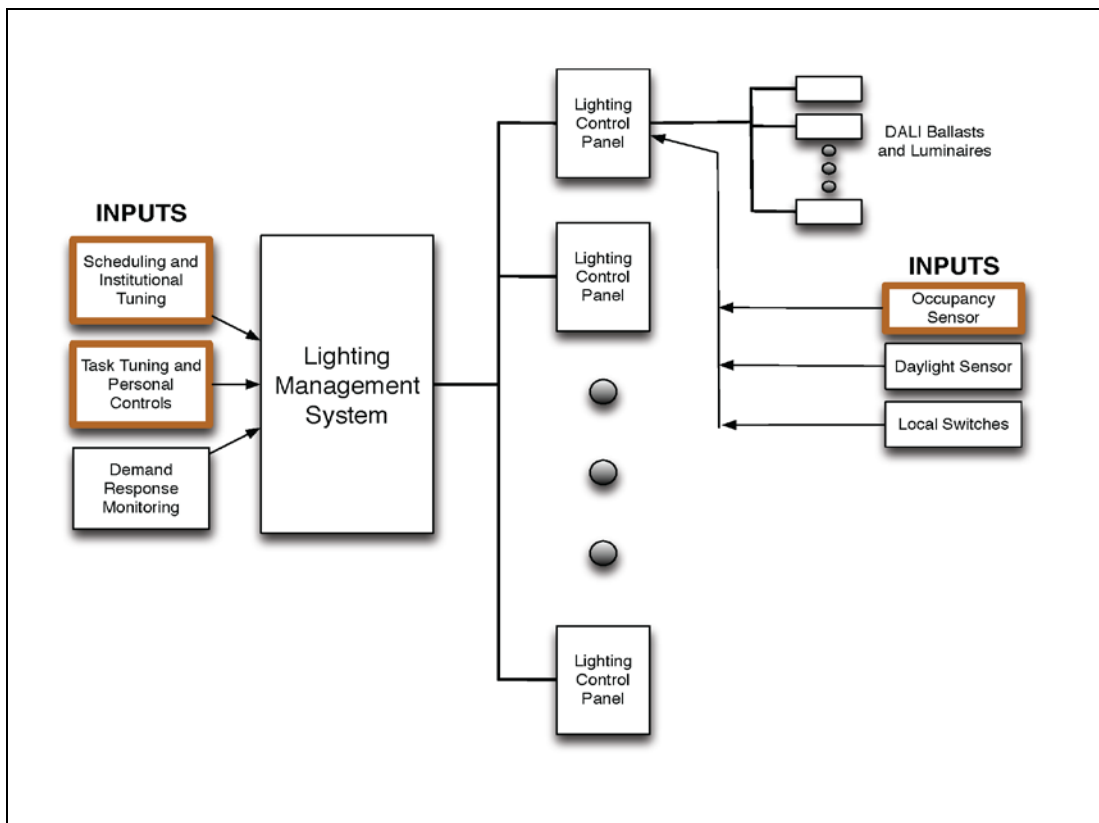 INPUTS
Scheduling and
Institutional
Tuning
Task Tuning and
Personal
Controls
Demand
Response
Monitoring
Lighting
Management
System
Lighting
Control
Panel
Lighting
Control
Panel
Lighting
Control
Panel
DALI Ballasts
and Luminaires
INPUTS
Occupancy
Sensor
Daylight Sensor
Local Switches